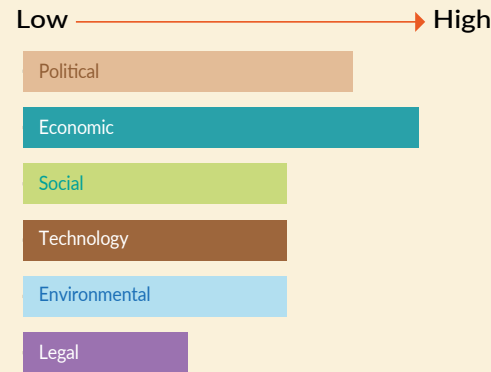 Low High
Political
Economic
Social
Technology
Environmental
Legal